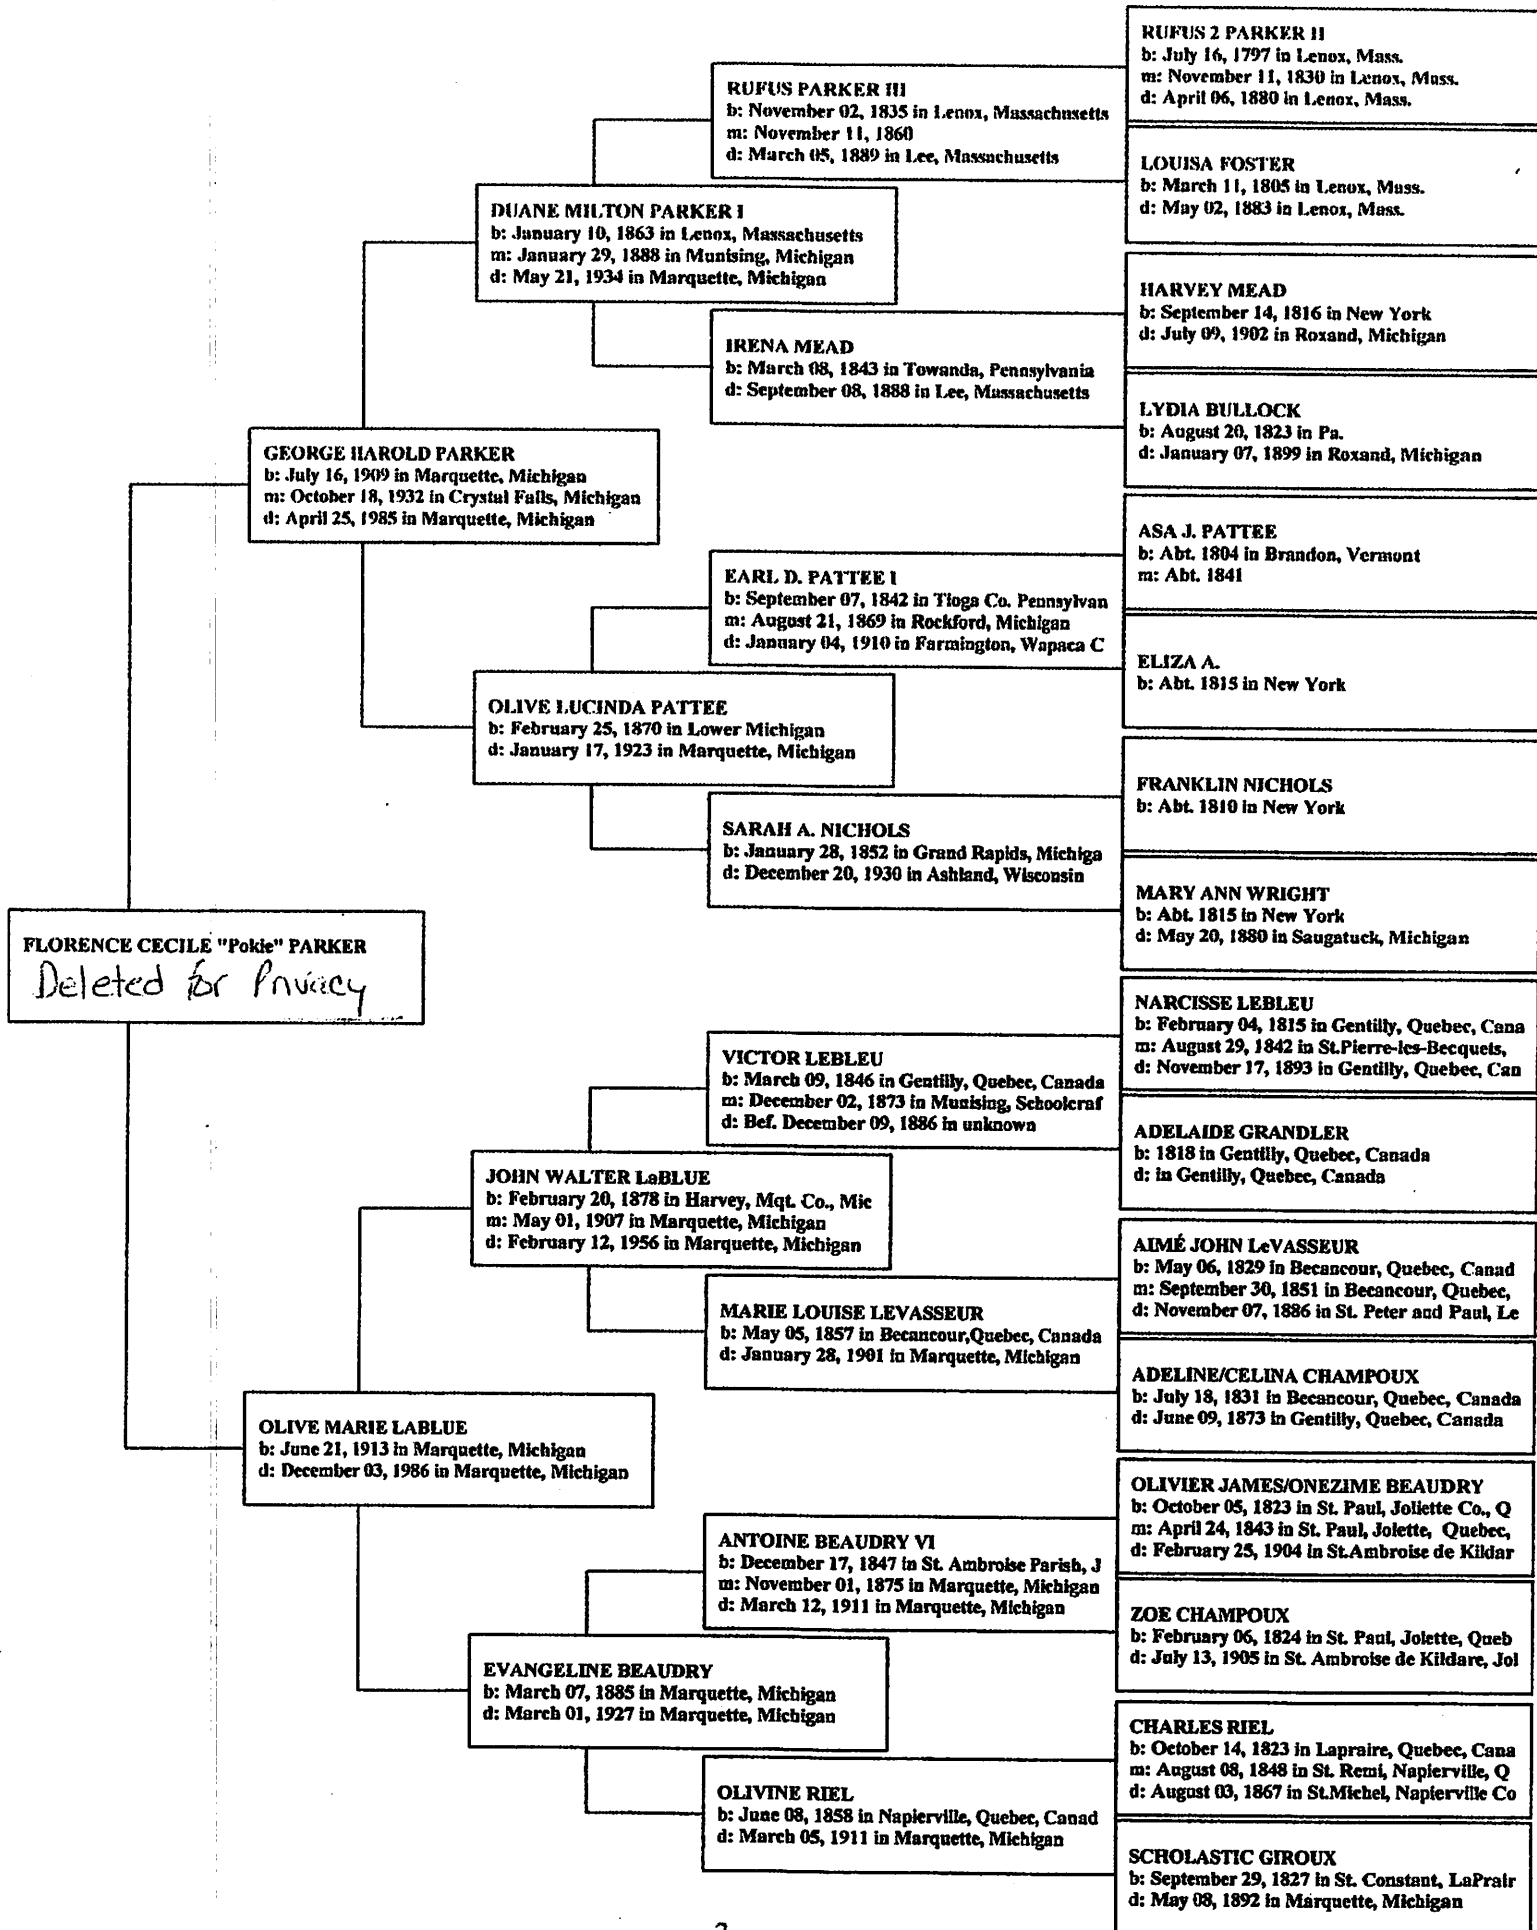 RUFUS 2 PARKER II
b: July 16, 1797 in Lenox, Mass.
m: November 11, 1830 in Lenox, Mass.
d: April 06, 1880 in Lenox, Mass.
RUFUS PARKER III
b: November 02, 1835 in Lenox, Massachusetts
m: November 11, 1860
d: March 05, 1889 in Lee, Massachusetts
LOUISA FOSTER
b: March 11, 1805 in Lenox, Mass.
d: May 02, 1883 in Lenox, Mass.
DUANE MILTON PARKER I
b: January 10, 1863 in Lenox, Massachusetts
m: January 29, 1888 in Munising, Michigan
d: May 21, 1934 in Marquette, Michigan
HARVEY MEAD
b: September 14, 1816 in New York
d: July 09, 1902 in Roxand, Michigan
IRENA MEAD
b: March 08, 1843 in Towanda, Pennsylvania
d: September 08, 1888 in Lee, Massachusetts
LYDIA BULLOCK
b: August 20, 1823 in Pa.
d: January 07, 1899 in Roxand, Michigan
GEORGE HAROLD PARKER
b: July 16, 1909 in Marquette, Michigan
m: October 18, 1932 in Crystal Falls, Michigan
d: April 25, 1985 in Marquette, Michigan
ASA J. PATTEE
b: Abt. 1804 in Brandon, Vermont
m: Abt. 1841
EARL D. PATTEE I
b: September 07, 1842 in Tioga Co. Pennsylvan
m: August 21, 1869 in Rockford, Michigan
d: January 04, 1910 in Farmington, Wapaca C
ELIZA A.
b: Abt. 1815 in New York
OLIVE LUCINDA PATTEE
b: February 25, 1870 in Lower Michigan
d: January 17, 1923 in Marquette, Michigan
FRANKLIN NICHOLS
b: Abt. 1810 in New York
SARAH A. NICHOLS
b: January 28, 1852 in Grand Rapids, Michiga
d: December 20, 1930 in Ashland, Wisconsin
MARY ANN WRIGHT
b: Abt. 1815 in New York
d: May 20, 1880 in Saugatuck, Michigan
FLORENCE CECILE "Pokie" PARKER
Deleted for Privacy
NARCISSE LEBLEU
b: February 04, 1815 in Gentilly, Quebec, Cana
m: August 29, 1842 in St.Pierre-les-Becquets,
d: November 17, 1893 in Gentilly, Quebec, Can
VICTOR LEBLEU
b: March 09, 1846 in Gentilly, Quebec, Canada
m: December 02, 1873 in Munising, Schoolcraf
d: Bef. December 09, 1886 in unknown
ADELAIDE GRANDLER
b: 1818 in Gentilly, Quebec, Canada
d: in Gentilly, Quebec, Canada
JOHN WALTER LaBLUE
b: February 20, 1878 in Harvey, Mqt. Co., Mic
m: May 01, 1907 in Marquette, Michigan
d: February 12, 1956 in Marquette, Michigan
AIMÉ JOHN LeVASSEUR
b: May 06, 1829 in Becancour, Quebec, Canad
m: September 30, 1851 in Becancour, Quebec,
d: November 07, 1886 in St. Peter and Paul, Le
MARIE LOUISE LEVASSEUR
b: May 05, 1857 in Becancour,Quebec, Canada
d: January 28, 1901 in Marquette, Michigan
ADELINE/CELINA CHAMPOUX
b: July 18, 1831 in Becancour, Quebec, Canada
d: June 09, 1873 in Gentilly, Quebec, Canada
OLIVE MARIE LABLUE
b: June 21, 1913 in Marquette, Michigan
d: December 03, 1986 in Marquette, Michigan
OLIVIER JAMES/ONEZIME BEAUDRY
b: October 05, 1823 in St. Paul, Joliette Co., Q
m: April 24, 1843 in St. Paul, Jolette, Quebec,
d: February 25, 1904 in St.Ambroise de Kildar
ANTOINE BEAUDRY VI
b: December 17, 1847 in St. Ambroise Parish, J
m: November 01, 1875 in Marquette, Michigan
d: March 12, 1911 in Marquette, Michigan
ZOE CHAMPOUX
b: February 06, 1824 in St. Paul, Jolette, Queb
d: July 13, 1905 in St. Ambroise de Kildare, Jol
EVANGELINE BEAUDRY
b: March 07, 1885 in Marquette, Michigan
d: March 01, 1927 in Marquette, Michigan
CHARLES RIEL
b: October 14, 1823 in Lapraire, Quebec, Cana
m: August 08, 1848 in St. Remi, Napierville, Q
d: August 03, 1867 in St.Michel, Napierville Co
OLIVINE RIEL
b: June 08, 1858 in Napierville, Quebec, Canad
d: March 05, 1911 in Marquette, Michigan
SCHOLASTIC GIROUX
b: September 29, 1827 in St. Constant, LaPrair
d: May 08, 1892 in Marquette, Michigan